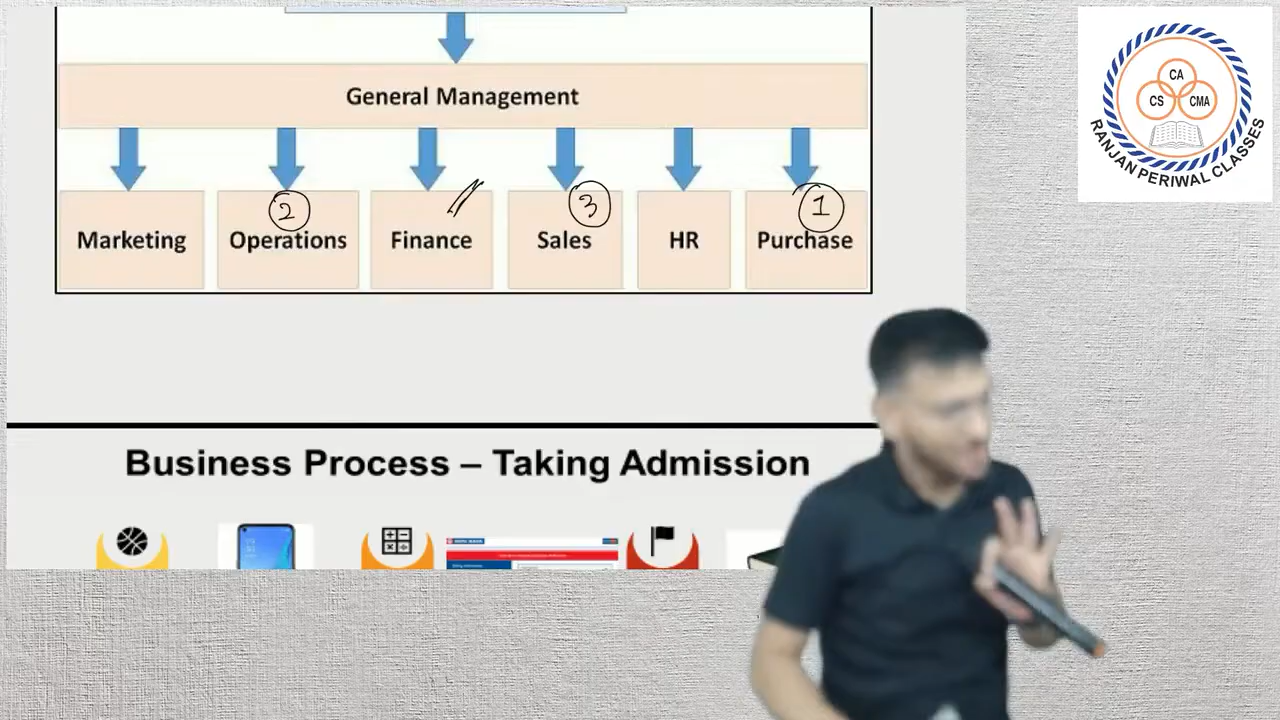 General Management
2
3
1
Marketing
Operations
Finance
Sales
HR
Purchase
Business Process – Taking Admission
CA
CS
CMA
RANJAN PERIWAL CLASSES